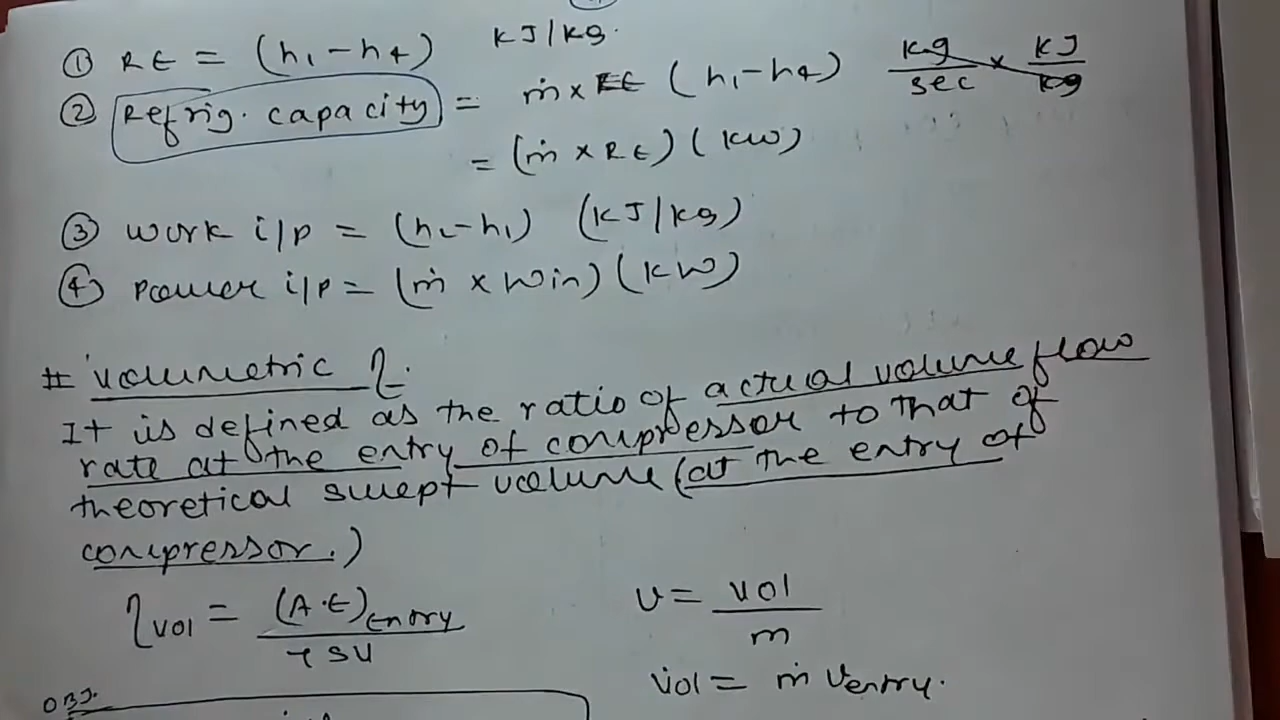 ① RE = (h₁ - h₄) KJ/kg.
② Refrig. capacity = ṁ x RE (h₁ - h₄) kg/sec x KJ/kg
= (ṁ x RE) (KW)
③ work i/p = (h₂ - h₁) (KJ/kg)
④ power i/p = (ṁ x Win) (KW)
# volumetric η.
It is defined as the ratio of actual volume flow
rate at the entry of compressor to that of
theoretical swept volume (at the entry of
compressor.)
ηvol = (A·E)entry / TSV
v = vol / m
v̇ol = ṁ ventry.
OBJ.